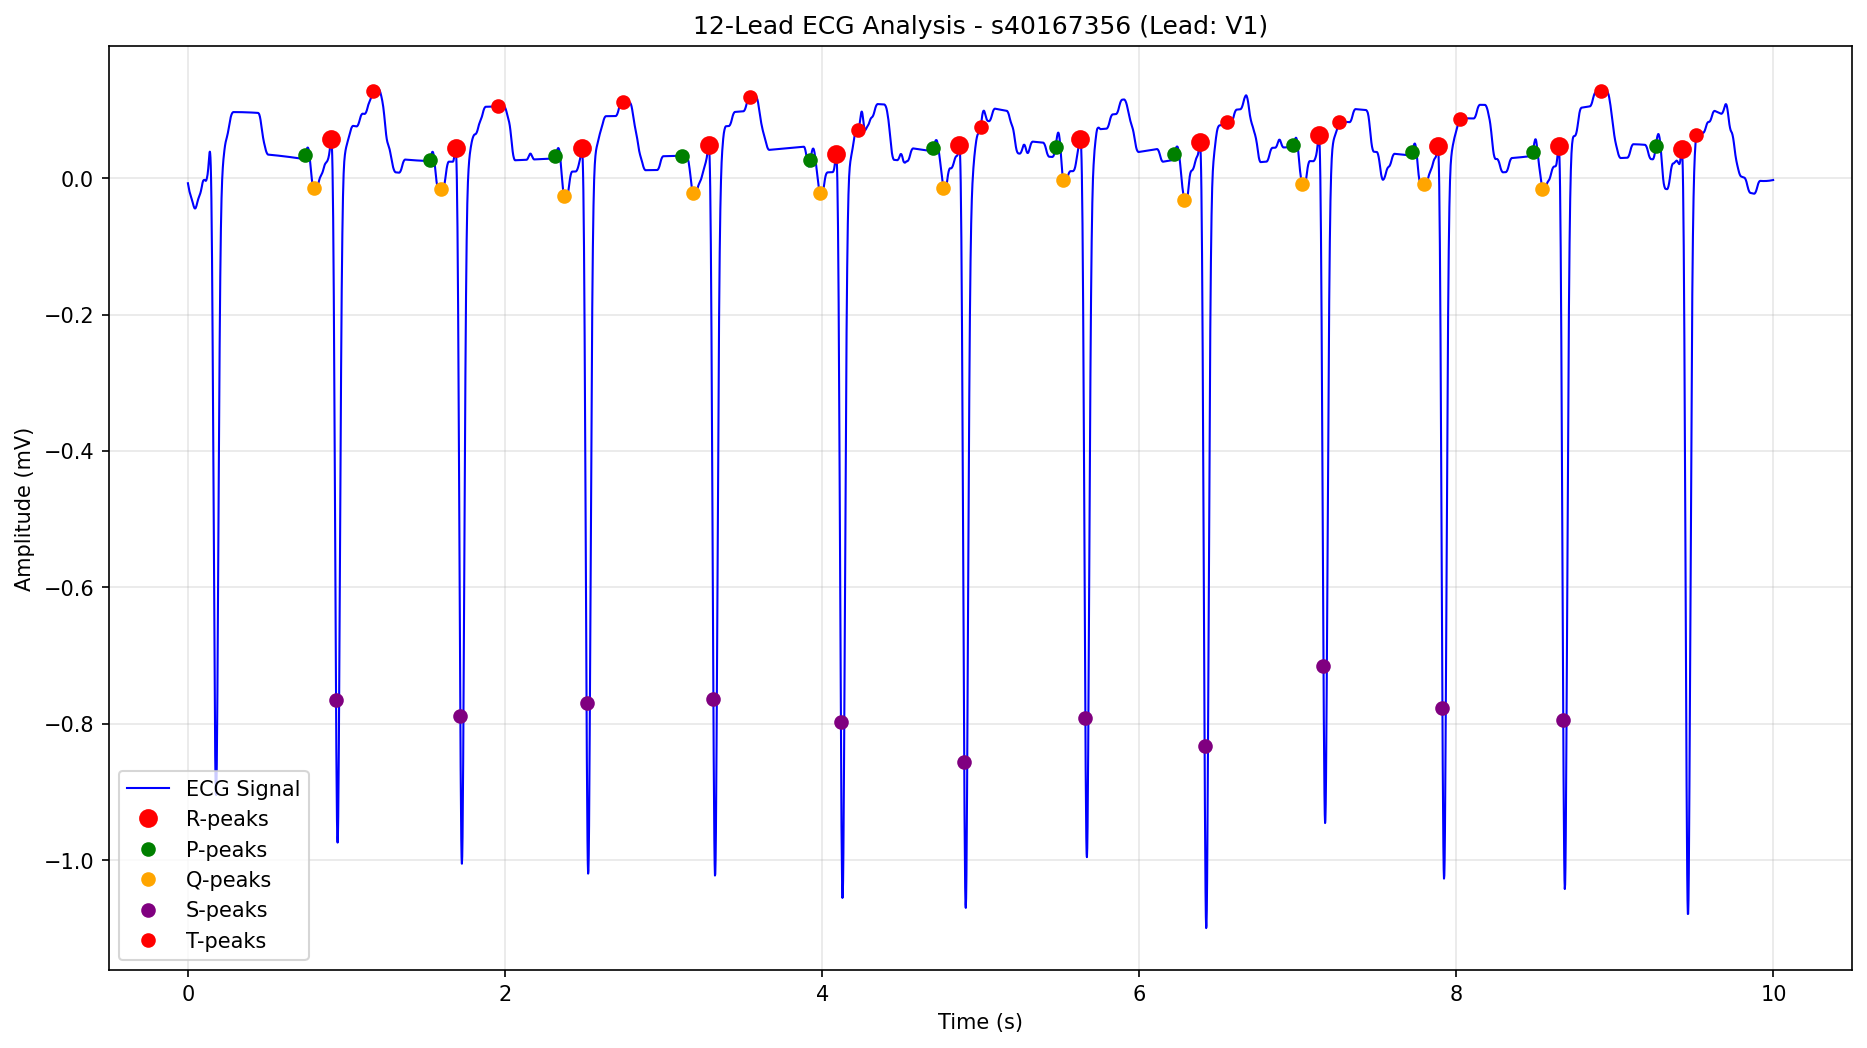 12-Lead ECG Analysis - s40167356 (Lead: V1)
0.0
−0.2
−0.4
−0.6
−0.8
−1.0
Amplitude (mV)
ECG Signal
R-peaks
P-peaks
Q-peaks
S-peaks
T-peaks
0 2 4 6 8 10
Time (s)